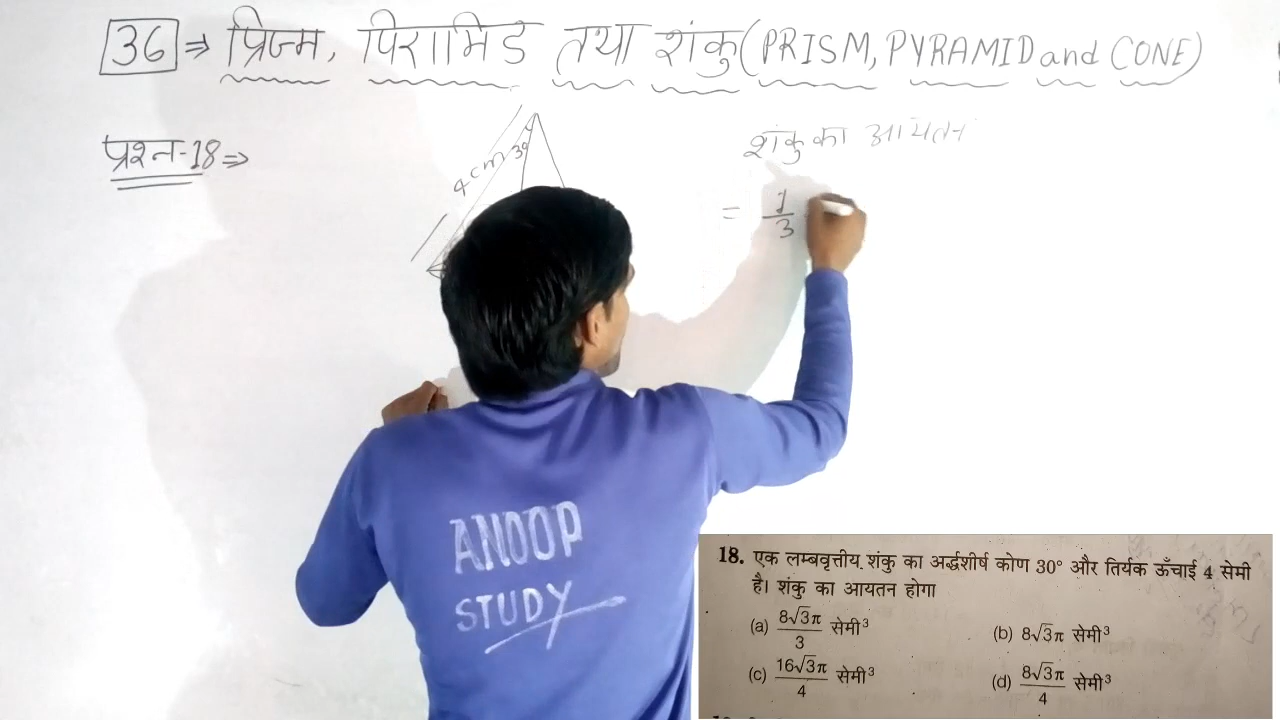 36 ⇒ प्रिज्म, पिरामिड तथा शंकु (PRISM, PYRAMID and CONE)
प्रश्न-18 ⇒
4cm 30
शंकु का आयतन
= 1/3
ANOOP
STUDY
18. एक लम्बवृत्तीय शंकु का अर्द्धशीर्ष कोण 30° और तिर्यक ऊँचाई 4 सेमी
है। शंकु का आयतन होगा
(a) 8√3π/3 सेमी³ (b) 8√3π सेमी³
(c) 16√3π/4 सेमी³ (d) 8√3π/4 सेमी³